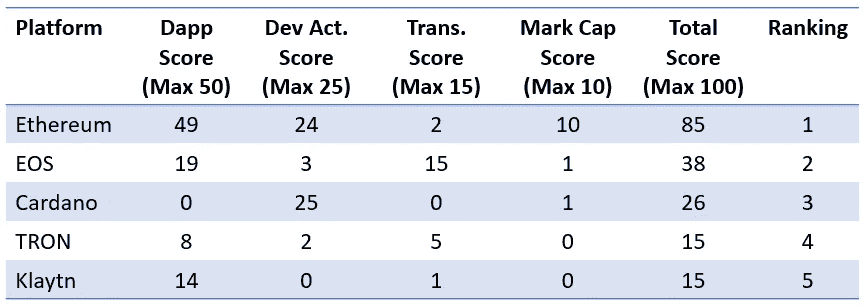 Platform Dapp Score (Max 50) Dev Act. Score (Max 25) Trans. Score (Max 15) Mark Cap Score (Max 10) Total Score (Max 100) Ranking
Ethereum 49 24 2 10 85 1
EOS 19 3 15 1 38 2
Cardano 0 25 0 1 26 3
TRON 8 2 5 0 15 4
Klaytn 14 0 1 0 15 5